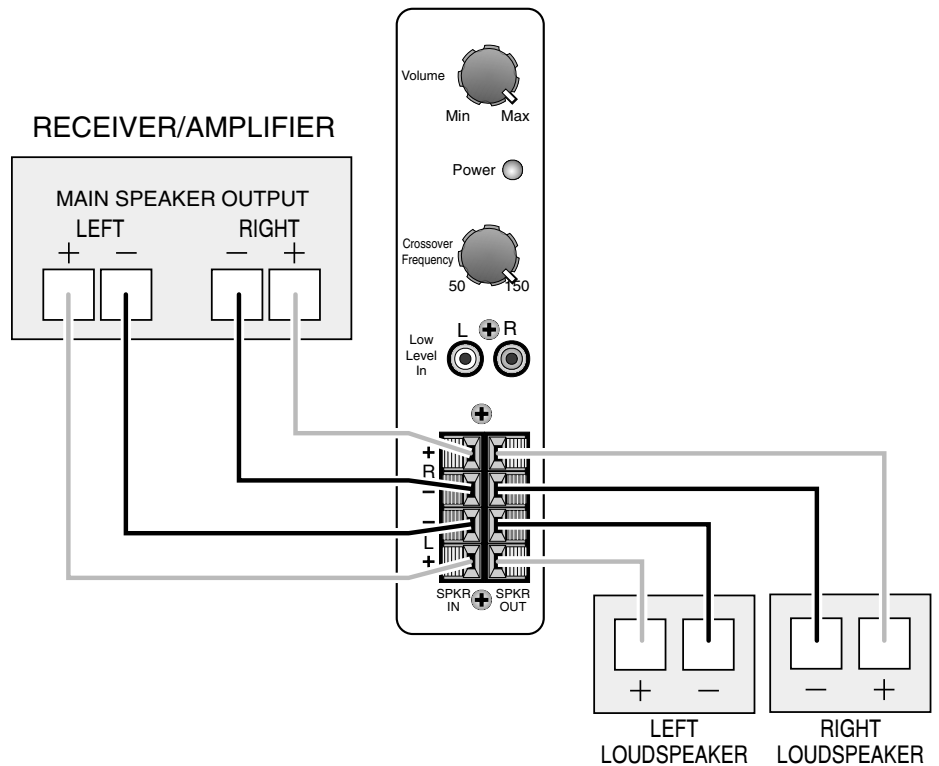 RECEIVER/AMPLIFIER
MAIN SPEAKER OUTPUT
LEFT RIGHT
+ − − +
Volume
Min Max
Power
Crossover
Frequency
50 150
L R
Low
Level
In
+
R
−
−
L
+
SPKR
IN
SPKR
OUT
+ −
LEFT
LOUDSPEAKER
− +
RIGHT
LOUDSPEAKER